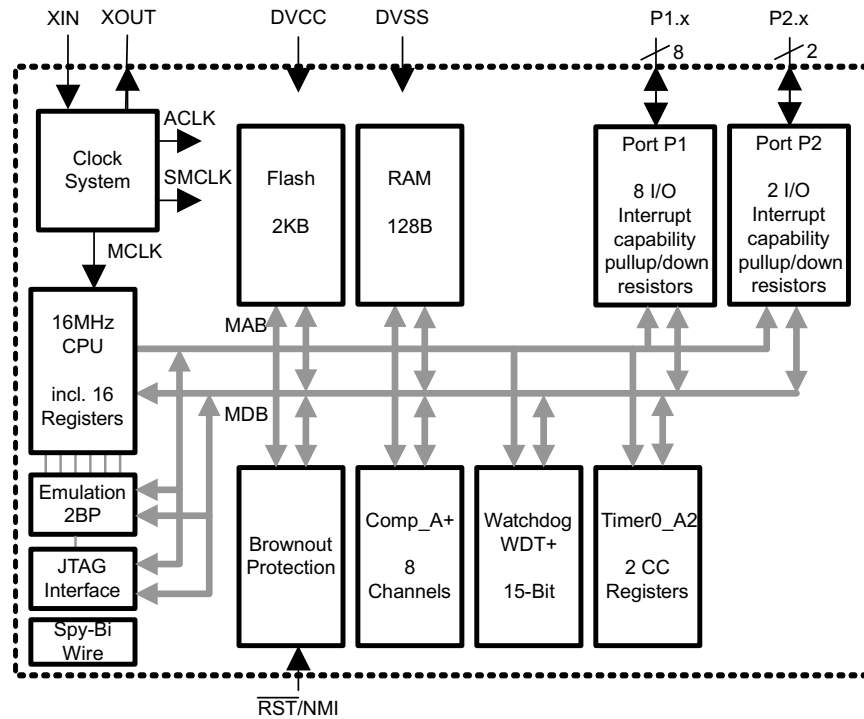 XIN
XOUT
DVCC
DVSS
P1.x
P2.x
8
2
Clock
System
ACLK
SMCLK
MCLK
Flash
2KB
RAM
128B
Port P1
8 I/O
Interrupt
capability
pullup/down
resistors
Port P2
2 I/O
Interrupt
capability
pullup/down
resistors
16MHz
CPU
incl. 16
Registers
MAB
MDB
Emulation
2BP
JTAG
Interface
Spy-Bi
Wire
Brownout
Protection
Comp_A+
8
Channels
Watchdog
WDT+
15-Bit
Timer0_A2
2 CC
Registers
RST/NMI